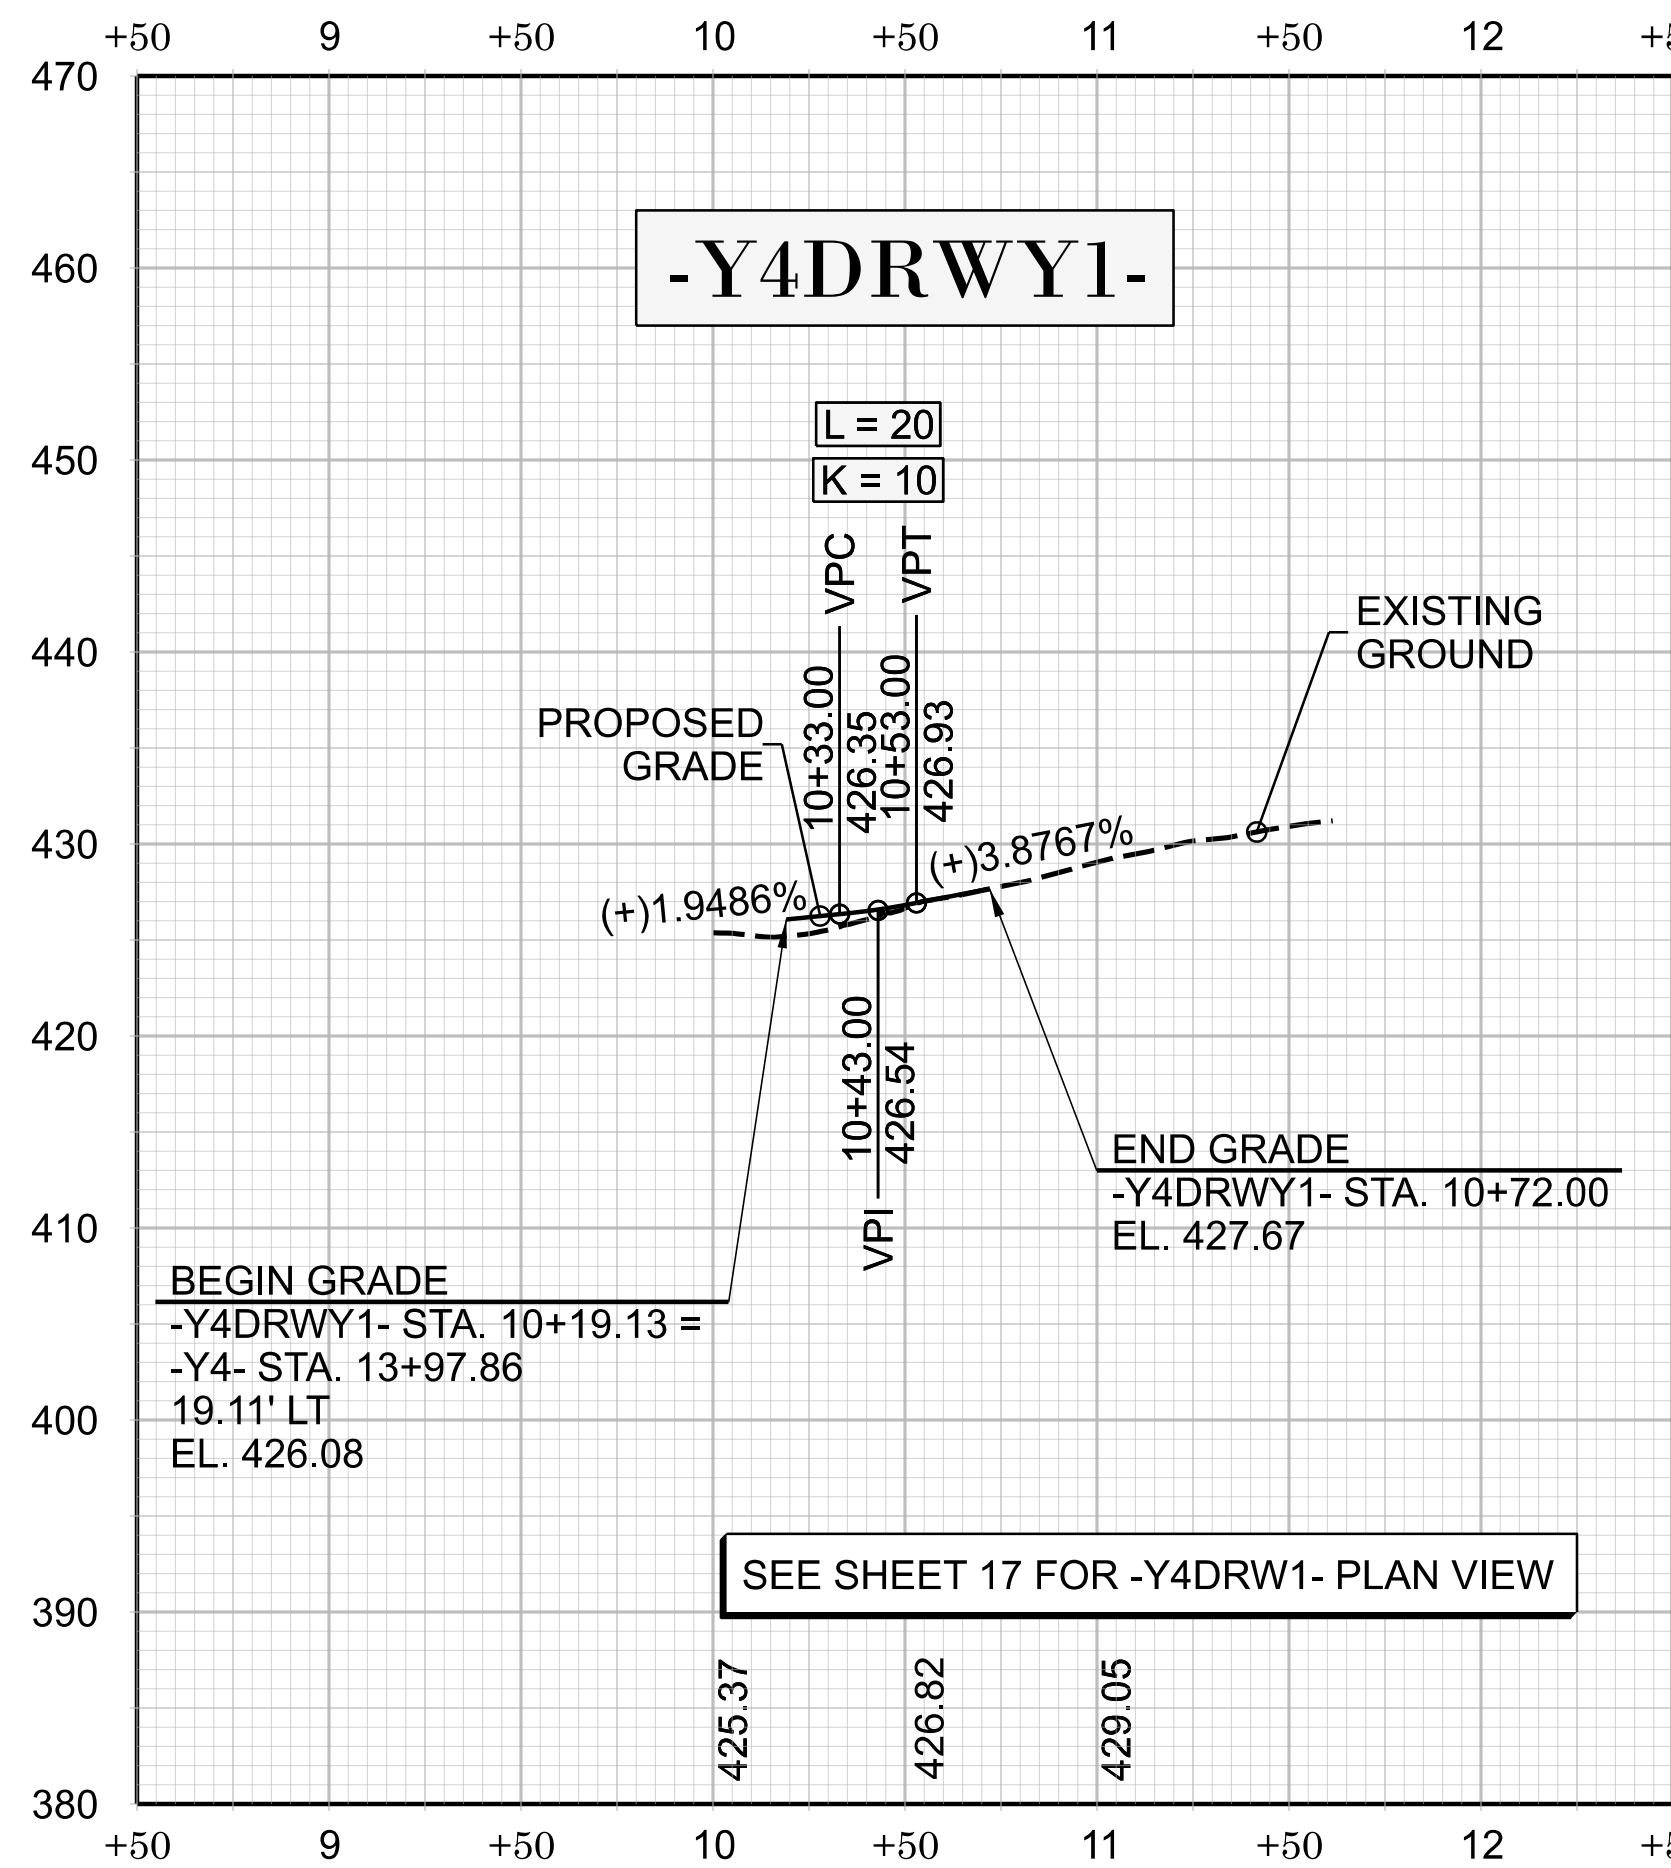 +50 9 +50 10 +50 11 +50 12
470
460
450
440
430
420
410
400
390
380
-Y4DRWY1-
L = 20
K = 10
VPC
10+33.00
426.35
VPT
10+53.00
426.93
EXISTING
GROUND
PROPOSED
GRADE
(+)1.9486%
(+)3.8767%
10+43.00
426.54
VPI
END GRADE
-Y4DRWY1- STA. 10+72.00
EL. 427.67
BEGIN GRADE
-Y4DRWY1- STA. 10+19.13 =
-Y4- STA. 13+97.86
19.11' LT
EL. 426.08
SEE SHEET 17 FOR -Y4DRW1- PLAN VIEW
425.37
426.82
429.05
+50 9 +50 10 +50 11 +50 12